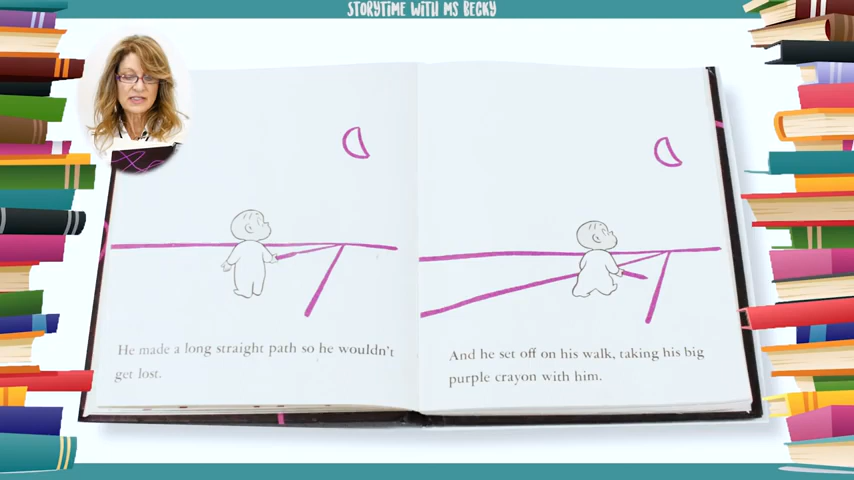 STORYTIME WITH MS BECKY
He made a long straight path so he wouldn't
get lost.
And he set off on his walk, taking his big
purple crayon with him.